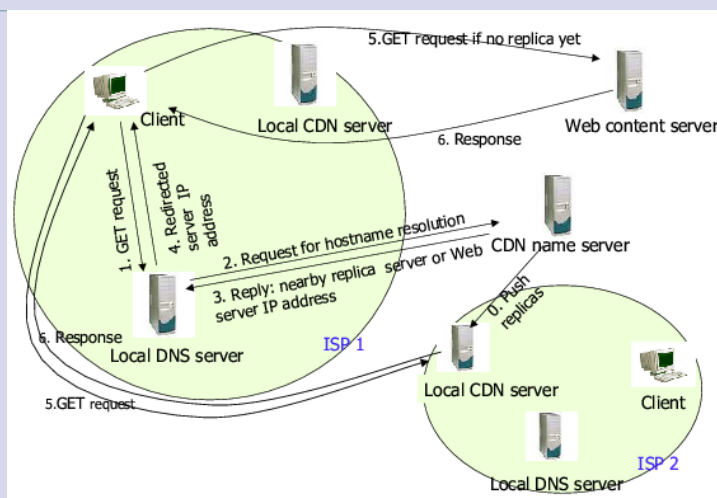 5.GET request if no replica yet
Client
Local CDN server
Web content server
6. Response
1. GET request
4. Redirected
server IP
address
2. Request for hostname resolution
CDN name server
3. Reply: nearby replica server or Web
server IP address
0. Push
replicas
6. Response
Local DNS server
ISP 1
Local CDN server
Client
5.GET request
Local DNS server
ISP 2